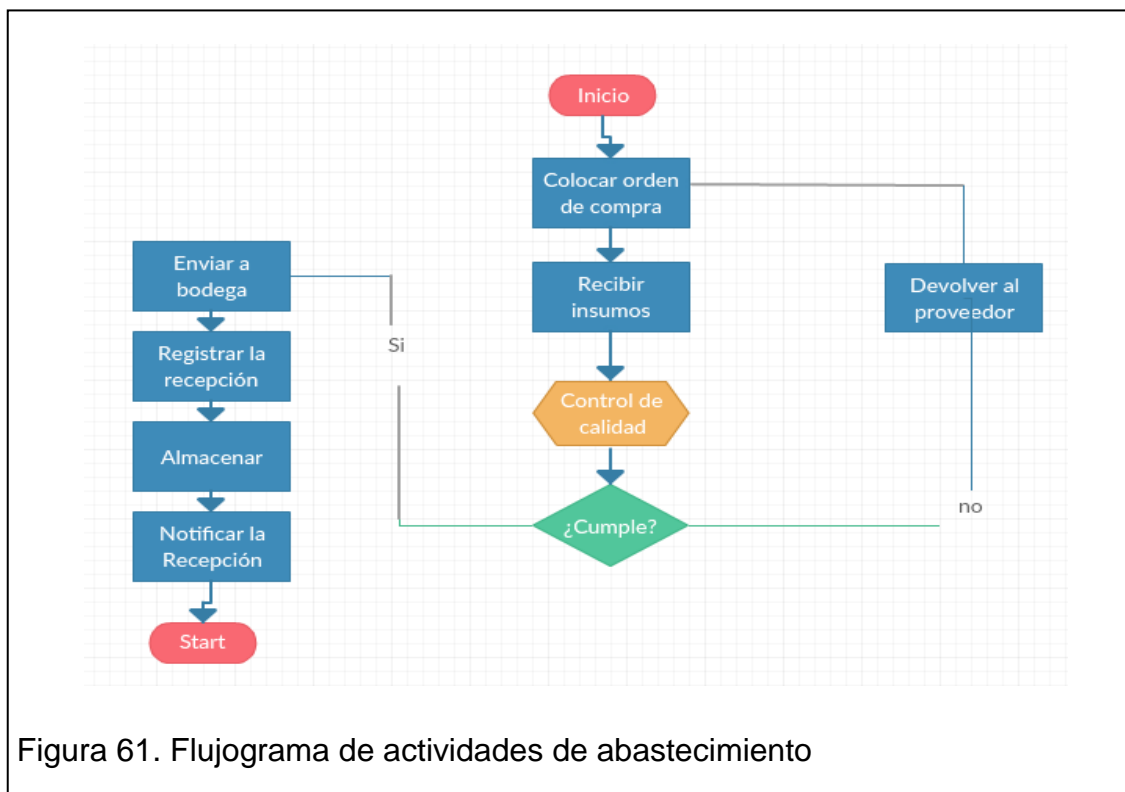 Inicio
Colocar orden
de compra
Recibir
insumos
Control de
calidad
¿Cumple?
Si
no
Devolver al
proveedor
Enviar a
bodega
Registrar la
recepción
Almacenar
Notificar la
Recepción
Start
Figura 61. Flujograma de actividades de abastecimiento